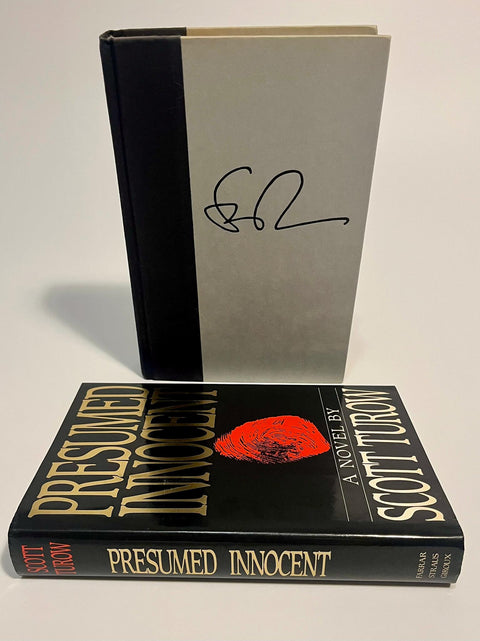 PRESUMED
INNOCENT
A NOVEL BY
SCOTT TUROW
SCOTT
TUROW
PRESUMED INNOCENT
FARRAR
STRAUS
GIROUX